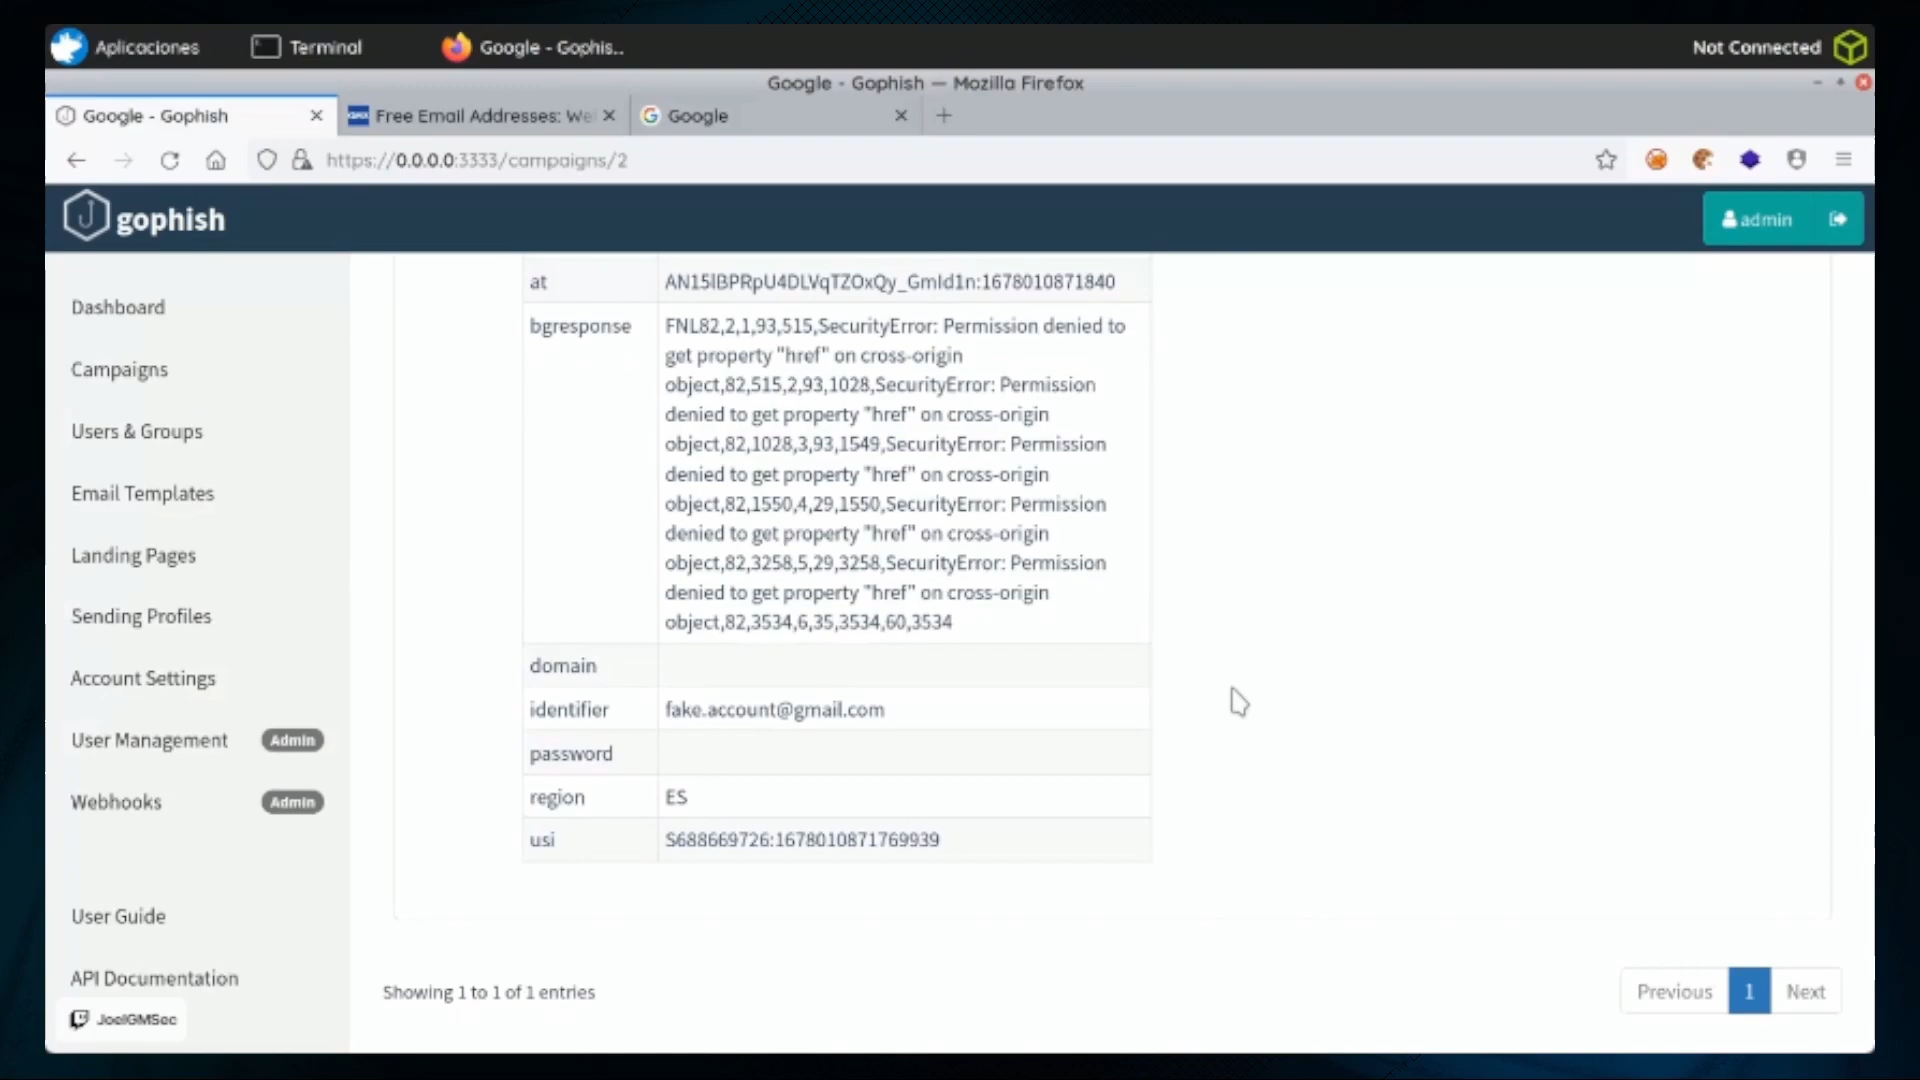 Aplicaciones
Terminal
Google - Gophis..
Not Connected
Google - Gophish — Mozilla Firefox
Google - Gophish
Free Email Addresses: We
Google
https://0.0.0.0:3333/campaigns/2
gophish
admin
Dashboard
Campaigns
Users & Groups
Email Templates
Landing Pages
Sending Profiles
Account Settings
User Management Admin
Webhooks Admin
User Guide
API Documentation
JoelGMSec
at AN15lBPRpU4DLVqTZOxQy_GmId1n:1678010871840
bgresponse FNL82,2,1,93,515,SecurityError: Permission denied to
get property "href" on cross-origin
object,82,515,2,93,1028,SecurityError: Permission
denied to get property "href" on cross-origin
object,82,1028,3,93,1549,SecurityError: Permission
denied to get property "href" on cross-origin
object,82,1550,4,29,1550,SecurityError: Permission
denied to get property "href" on cross-origin
object,82,3258,5,29,3258,SecurityError: Permission
denied to get property "href" on cross-origin
object,82,3534,6,35,3534,60,3534
domain
identifier fake.account@gmail.com
password
region ES
usi S688669726:1678010871769939
Showing 1 to 1 of 1 entries
Previous 1 Next